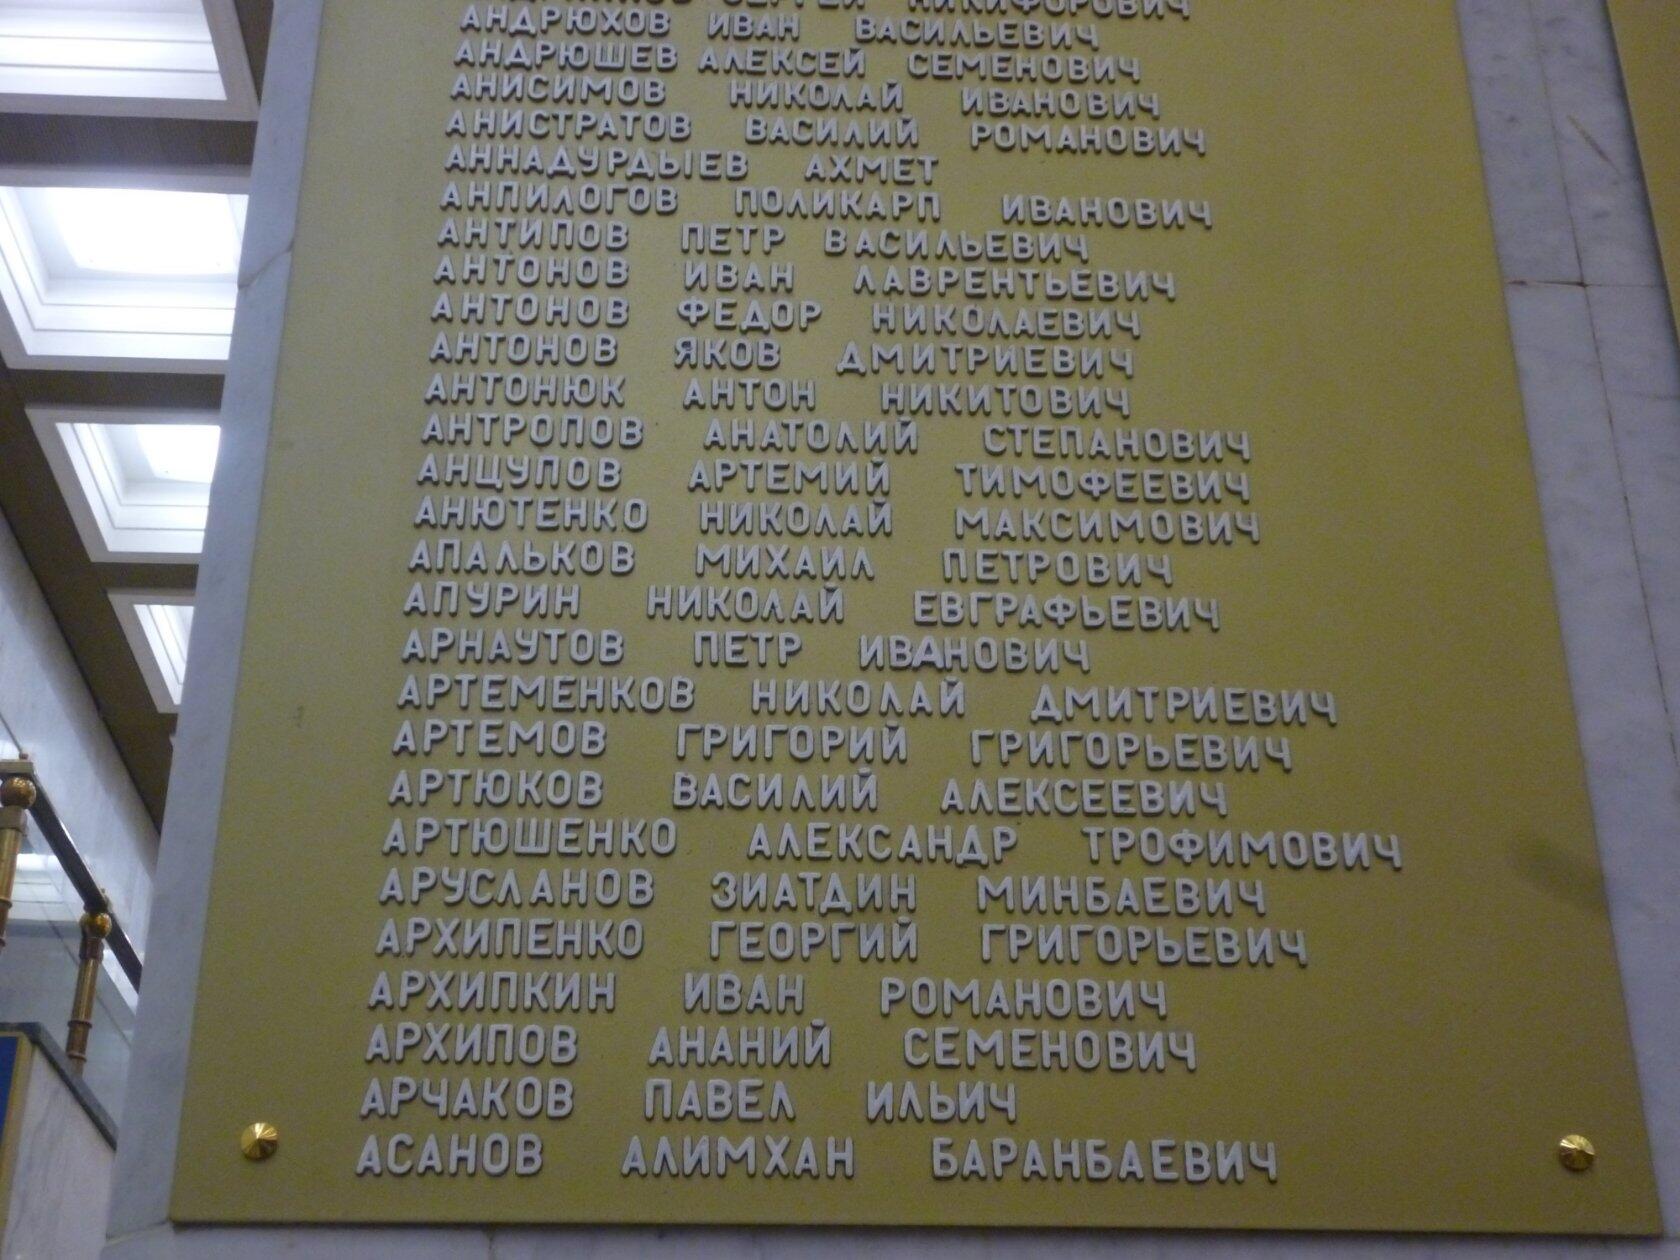 НИКИФОРОВИЧ
АНДРЮХОВ ИВАН ВАСИЛЬЕВИЧ
АНДРЮШЕВ АЛЕКСЕЙ СЕМЕНОВИЧ
АНИСИМОВ НИКОЛАЙ ИВАНОВИЧ
АНИСТРАТОВ ВАСИЛИЙ РОМАНОВИЧ
АННАДУРДЫЕВ АХМЕТ
АНПИЛОГОВ ПОЛИКАРП ИВАНОВИЧ
АНТИПОВ ПЕТР ВАСИЛЬЕВИЧ
АНТОНОВ ИВАН ЛАВРЕНТЬЕВИЧ
АНТОНОВ ФЕДОР НИКОЛАЕВИЧ
АНТОНОВ ЯКОВ ДМИТРИЕВИЧ
АНТОНЮК АНТОН НИКИТОВИЧ
АНТРОПОВ АНАТОЛИЙ СТЕПАНОВИЧ
АНЦУПОВ АРТЕМИЙ ТИМОФЕЕВИЧ
АНЮТЕНКО НИКОЛАЙ МАКСИМОВИЧ
АПАЛЬКОВ МИХАИЛ ПЕТРОВИЧ
АПУРИН НИКОЛАЙ ЕВГРАФЬЕВИЧ
АРНАУТОВ ПЕТР ИВАНОВИЧ
АРТЕМЕНКОВ НИКОЛАЙ ДМИТРИЕВИЧ
АРТЕМОВ ГРИГОРИЙ ГРИГОРЬЕВИЧ
АРТЮКОВ ВАСИЛИЙ АЛЕКСЕЕВИЧ
АРТЮШЕНКО АЛЕКСАНДР ТРОФИМОВИЧ
АРУСЛАНОВ ЗИАТДИН МИНБАЕВИЧ
АРХИПЕНКО ГЕОРГИЙ ГРИГОРЬЕВИЧ
АРХИПКИН ИВАН РОМАНОВИЧ
АРХИПОВ АНАНИЙ СЕМЕНОВИЧ
АРЧАКОВ ПАВЕЛ ИЛЬИЧ
АСАНОВ АЛИМХАН БАРАНБАЕВИЧ